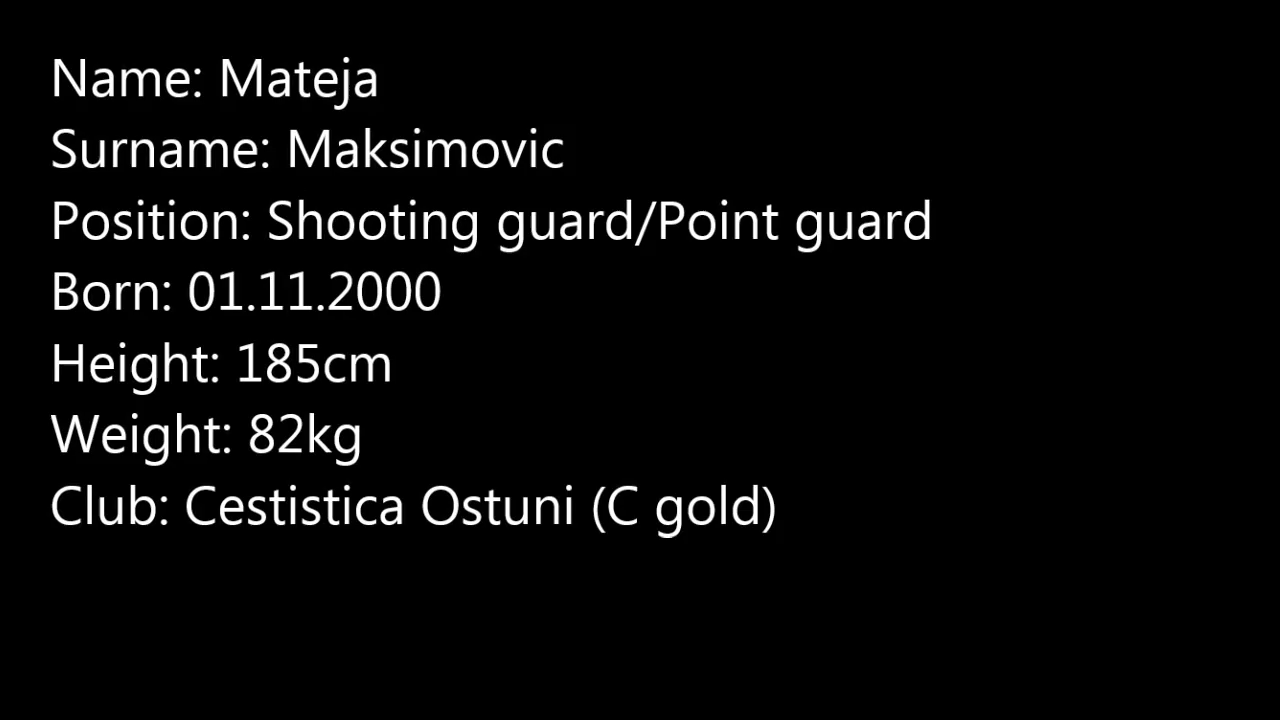 Name: Mateja
Surname: Maksimovic
Position: Shooting guard/Point guard
Born: 01.11.2000
Height: 185cm
Weight: 82kg
Club: Cestistica Ostuni (C gold)